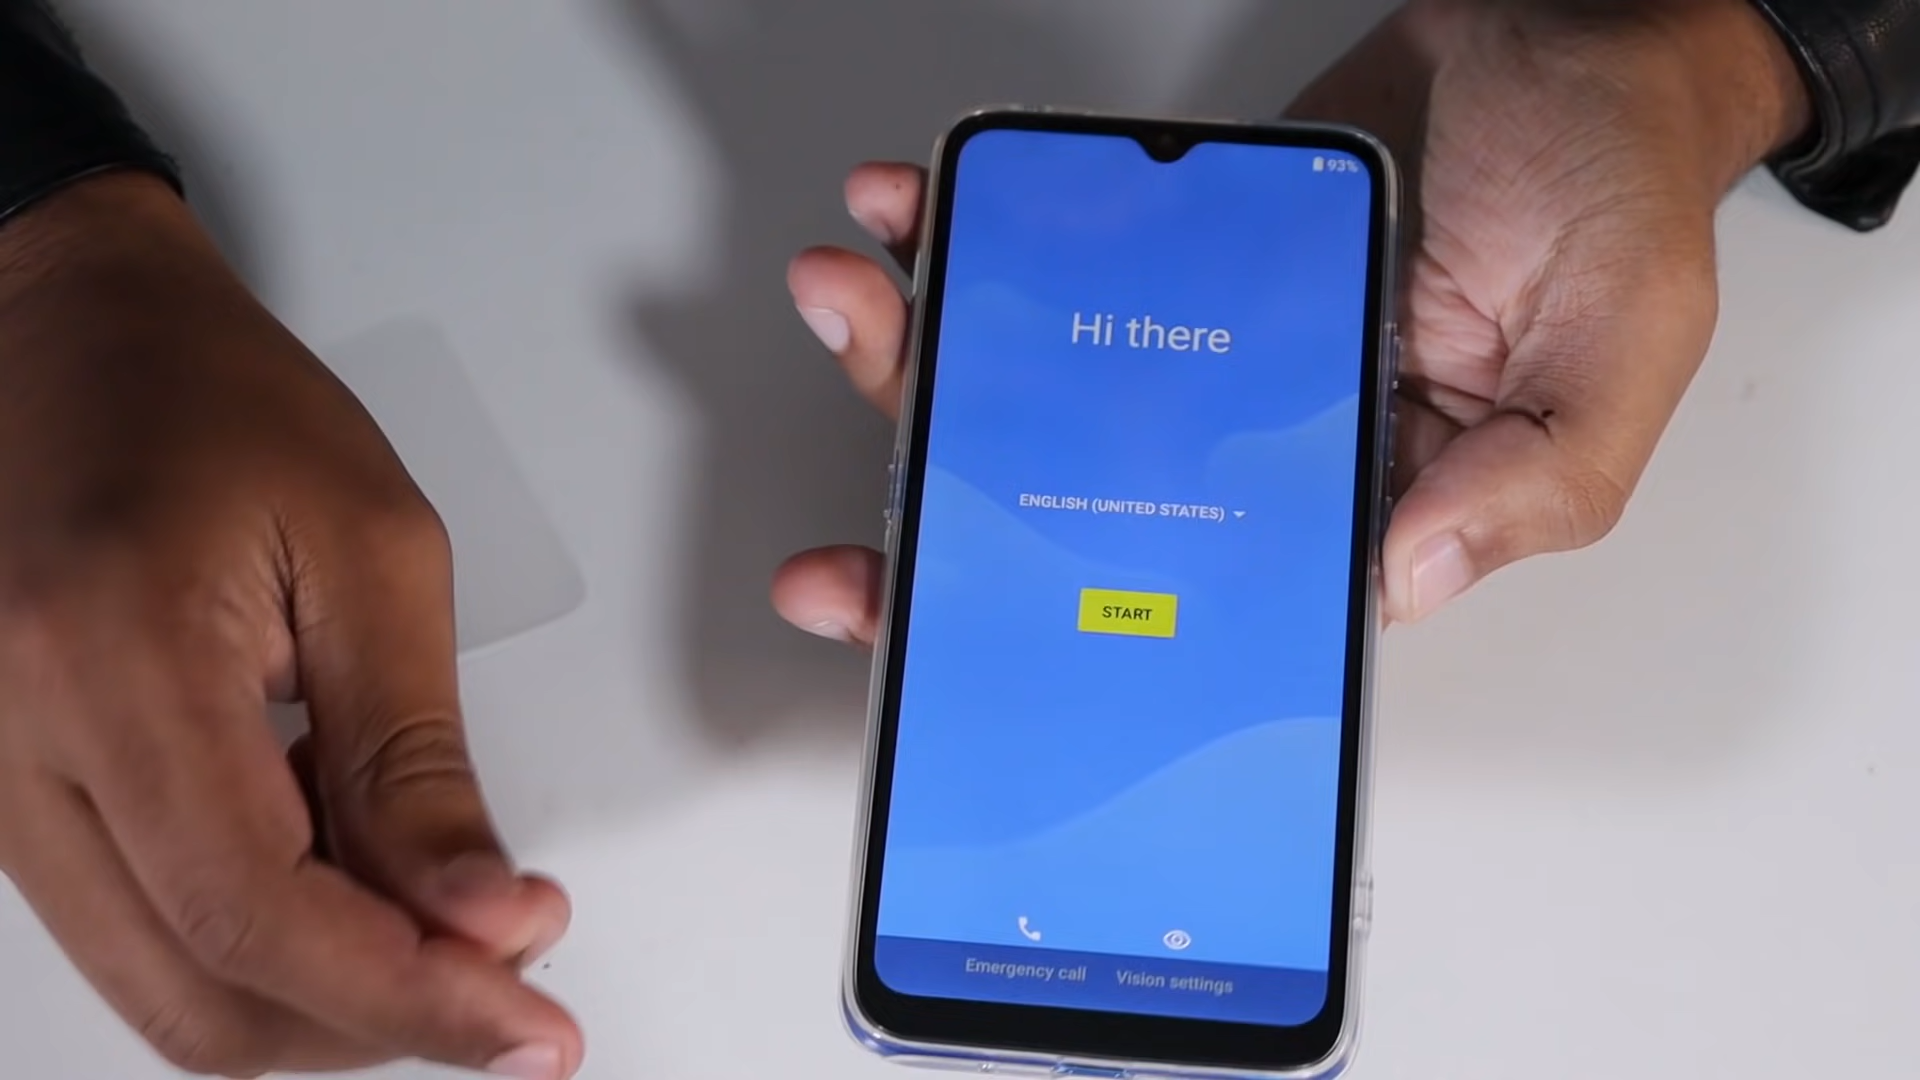 93%
Hi there
ENGLISH (UNITED STATES)
START
Emergency call
Vision settings